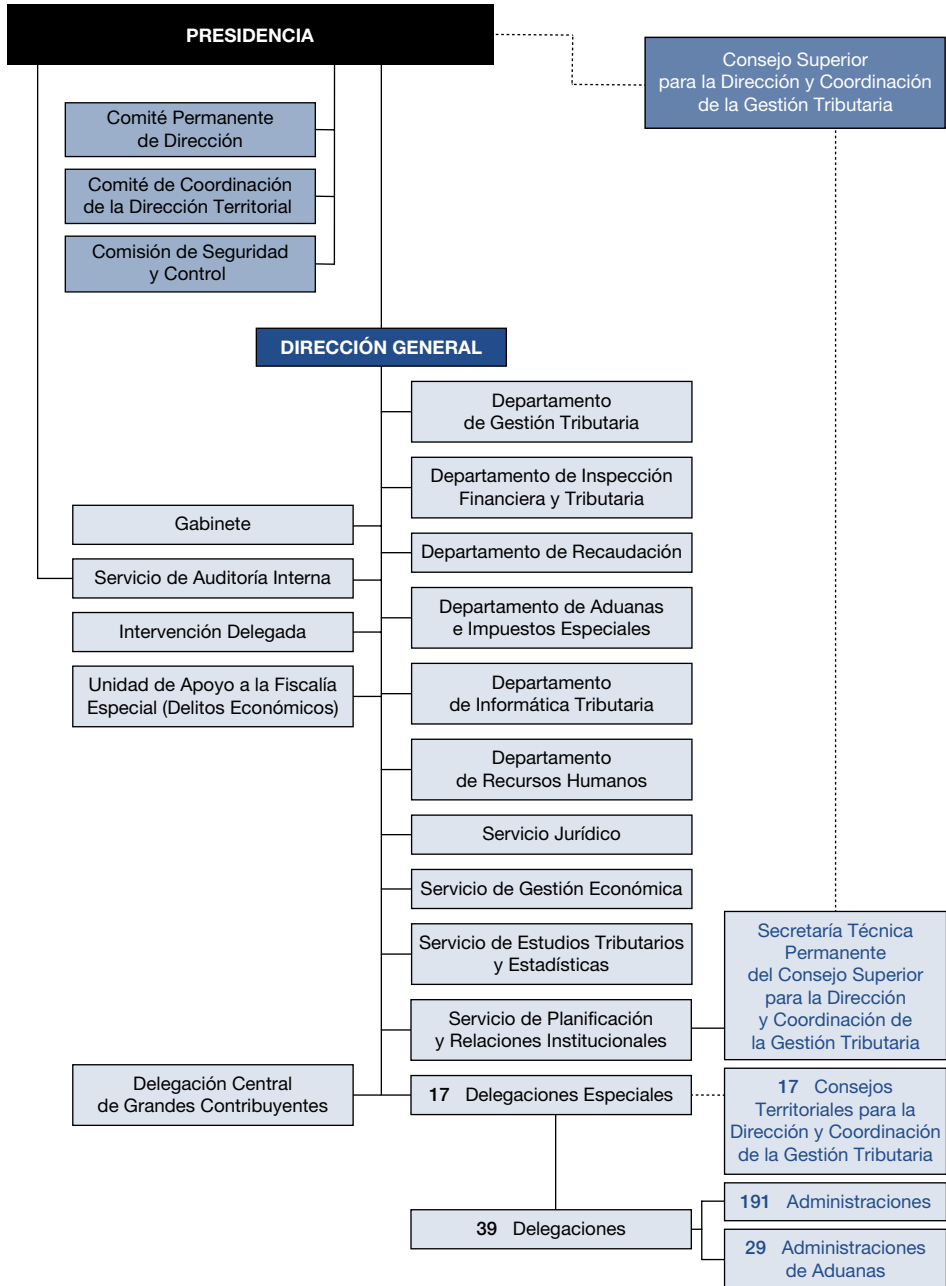 PRESIDENCIA
Consejo Superior
para la Dirección y Coordinación
de la Gestión Tributaria
Comité Permanente
de Dirección
Comité de Coordinación
de la Dirección Territorial
Comisión de Seguridad
y Control
DIRECCIÓN GENERAL
Departamento
de Gestión Tributaria
Departamento de Inspección
Financiera y Tributaria
Gabinete
Departamento de Recaudación
Servicio de Auditoría Interna
Departamento de Aduanas
e Impuestos Especiales
Intervención Delegada
Unidad de Apoyo a la Fiscalía
Especial (Delitos Económicos)
Departamento
de Informática Tributaria
Departamento
de Recursos Humanos
Servicio Jurídico
Servicio de Gestión Económica
Servicio de Estudios Tributarios
y Estadísticas
Servicio de Planificación
y Relaciones Institucionales
Secretaría Técnica
Permanente
del Consejo Superior
para la Dirección
y Coordinación de
la Gestión Tributaria
Delegación Central
de Grandes Contribuyentes
17 Delegaciones Especiales
17 Consejos
Territoriales para la
Dirección y Coordinación
de la Gestión Tributaria
39 Delegaciones
191 Administraciones
29 Administraciones
de Aduanas